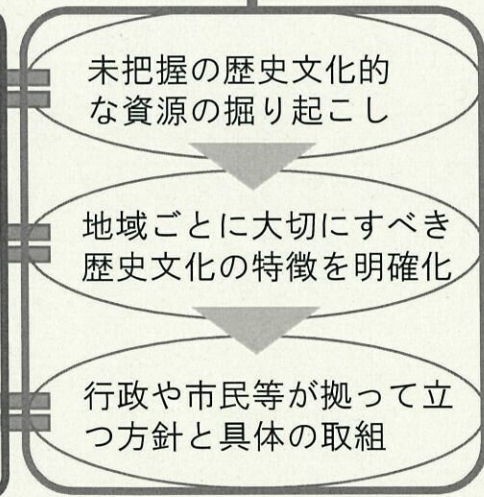 未把握の歴史文化的
な資源の掘り起こし
地域ごとに大切にすべき
歴史文化の特徴を明確化
行政や市民等が拠って立
つ方針と具体の取組